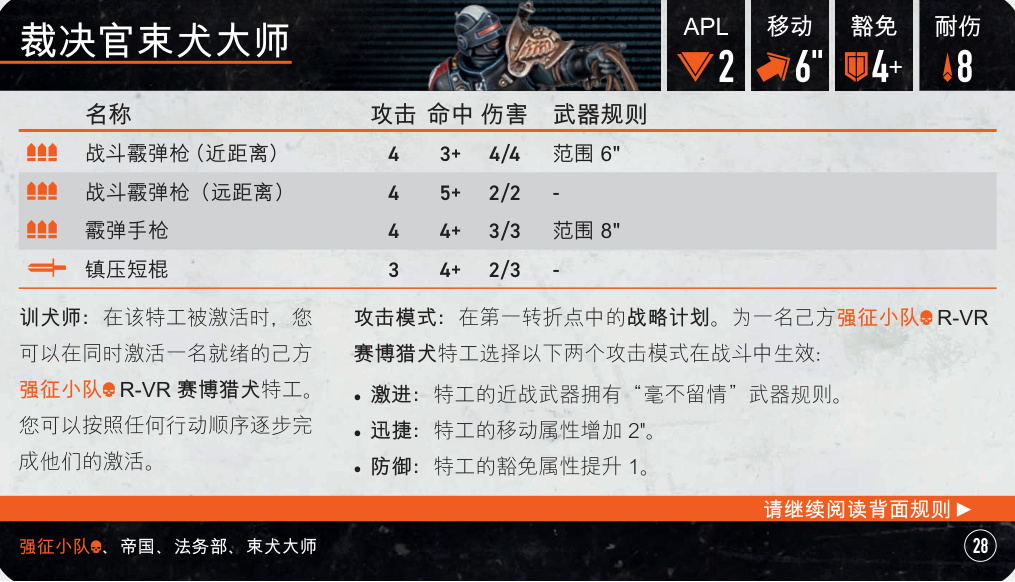 裁决官束犬大师
APL 移动 豁免 耐伤
2 6" 4+ 8
名称 攻击 命中 伤害 武器规则
战斗霰弹枪（近距离） 4 3+ 4/4 范围 6"
战斗霰弹枪（远距离） 4 5+ 2/2 -
霰弹手枪 4 4+ 3/3 范围 8"
镇压短棍 3 4+ 2/3 -
训犬师：在该特工被激活时，您
可以在同时激活一名就绪的己方
强征小队 R-VR 赛博猎犬特工。
您可以按照任何行动顺序逐步完
成他们的激活。
攻击模式：在第一转折点中的战略计划。为一名己方强征小队 R-VR
赛博猎犬特工选择以下两个攻击模式在战斗中生效:
• 激进：特工的近战武器拥有“毫不留情”武器规则。
• 迅捷：特工的移动属性增加 2"。
• 防御：特工的豁免属性提升 1。
请继续阅读背面规则 ▶
强征小队、帝国、法务部、束犬大师
28